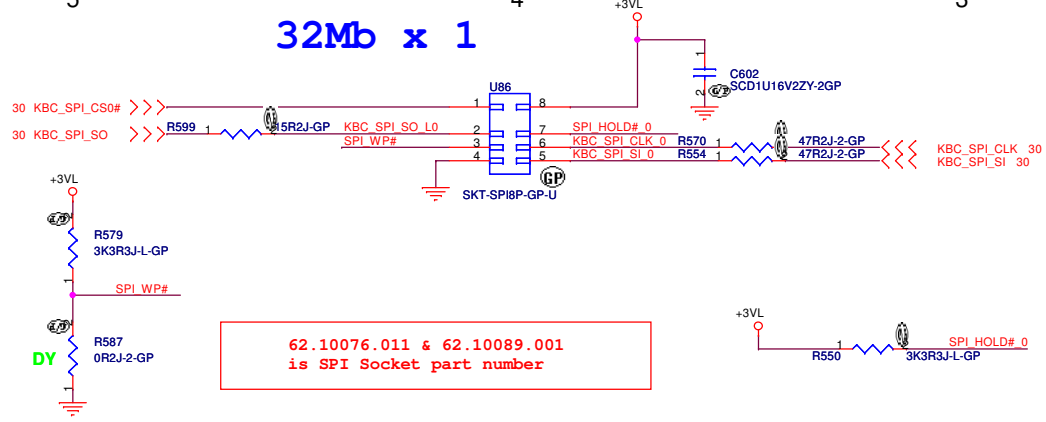 5 4 3
32Mb x 1
+3VL
1
C602
2 SCD1U16V2ZY-2GP
U86
30 KBC_SPI_CS0# 1 8
30 KBC_SPI_SO R599 1 15R2J-GP KBC_SPI_SO_L0 2 7 SPI_HOLD#_0
SPI_WP# 3 6 KBC_SPI_CLK_0 R570 1 47R2J-2-GP KBC_SPI_CLK 30
4 5 KBC_SPI_SI_0 R554 1 2 47R2J-2-GP KBC_SPI_SI 30
GP
SKT-SPI8P-GP-U
+3VL
R579
3K3R3J-L-GP
1
SPI_WP#
R587
DY 0R2J-2-GP
1
62.10076.011 & 62.10089.001
is SPI Socket part number
+3VL
R550 1 3K3R3J-L-GP SPI_HOLD#_0